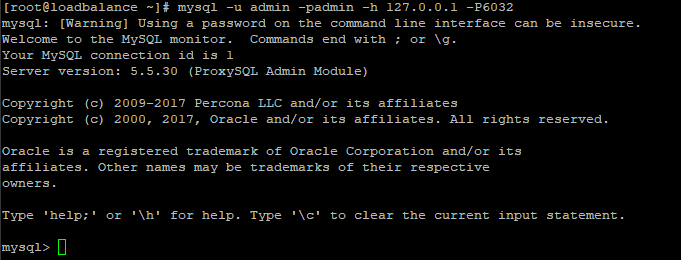 [root@loadbalance ~]# mysql -u admin -padmin -h 127.0.0.1 -P6032
mysql: [Warning] Using a password on the command line interface can be insecure.
Welcome to the MySQL monitor.  Commands end with ; or \g.
Your MySQL connection id is 1
Server version: 5.5.30 (ProxySQL Admin Module)
Copyright (c) 2009-2017 Percona LLC and/or its affiliates
Copyright (c) 2000, 2017, Oracle and/or its affiliates. All rights reserved.
Oracle is a registered trademark of Oracle Corporation and/or its
affiliates. Other names may be trademarks of their respective
owners.
Type 'help;' or '\h' for help. Type '\c' to clear the current input statement.
mysql>